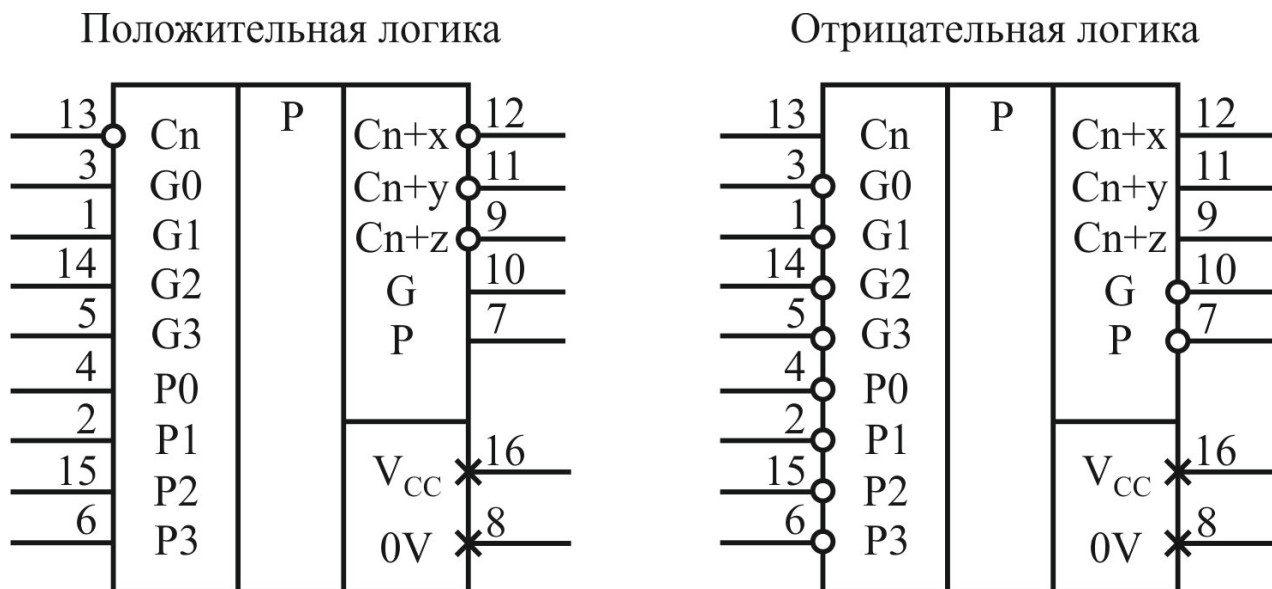 Положительная логика
13 Cn P Cn+x 12
3 G0 Cn+y 11
1 G1 Cn+z 9
14 G2 G 10
5 G3 P 7
4 P0
2 P1 VCC 16
15 P2
6 P3 0V 8
Отрицательная логика
13 Cn P Cn+x 12
3 G0 Cn+y 11
1 G1 Cn+z 9
14 G2 G 10
5 G3 P 7
4 P0
2 P1 VCC 16
15 P2
6 P3 0V 8